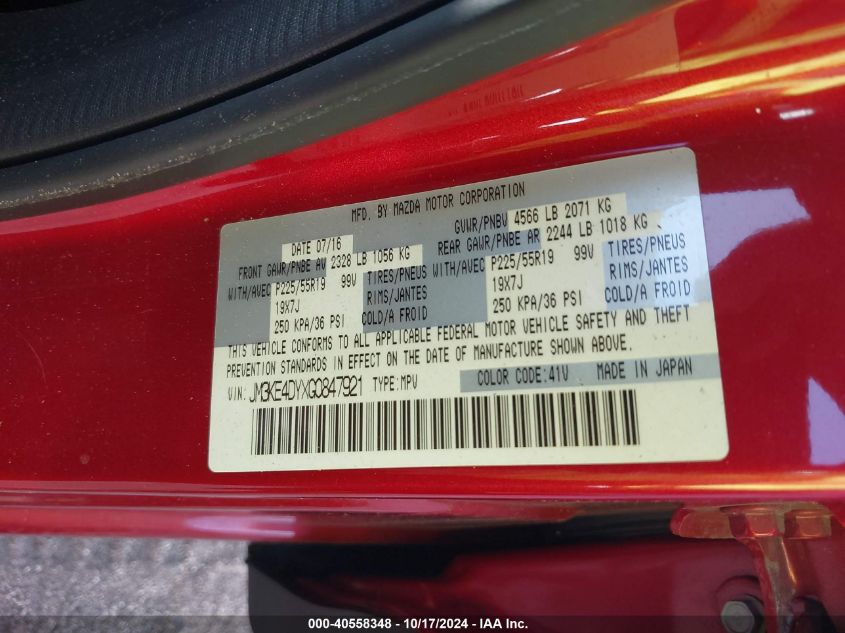 MFD. BY MAZDA MOTOR CORPORATION
DATE 07/16 GVWR/PNBV 4566 LB 2071 KG
FRONT GAWR/PNBE AV 2328 LB 1056 KG REAR GAWR/PNBE AR 2244 LB 1018 KG
WITH/AVEC P225/55R19 99V TIRES/PNEUS WITH/AVEC P225/55R19 99V TIRES/PNEUS
19X7J RIMS/JANTES 19X7J RIMS/JANTES
250 KPA/36 PSI COLD/A FROID 250 KPA/36 PSI COLD/A FROID
THIS VEHICLE CONFORMS TO ALL APPLICABLE FEDERAL MOTOR VEHICLE SAFETY AND THEFT
PREVENTION STANDARDS IN EFFECT ON THE DATE OF MANUFACTURE SHOWN ABOVE.
VIN: JM3KE4DYXG0847921 TYPE:MPV COLOR CODE:41V MADE IN JAPAN
000-40558348 - 10/17/2024 - IAA Inc.